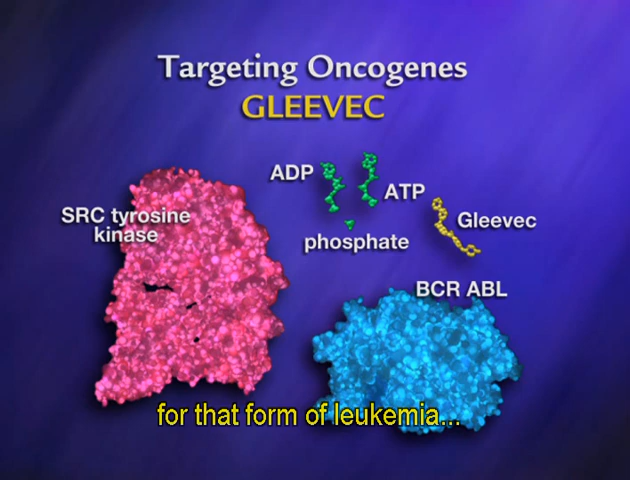 Targeting Oncogenes
GLEEVEC
ADP
ATP
SRC tyrosine
kinase
phosphate
Gleevec
BCR ABL
for that form of leukemia...